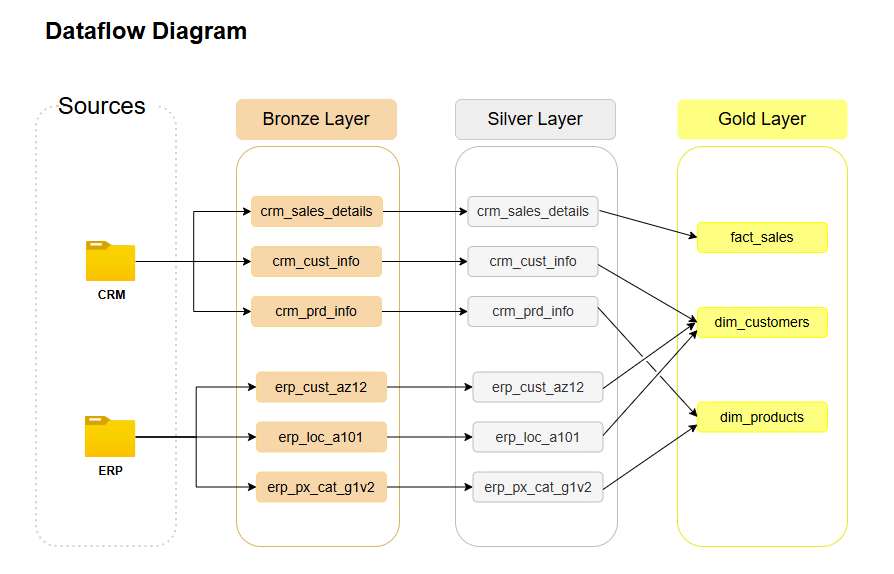 Dataflow Diagram
Sources
Bronze Layer
Silver Layer
Gold Layer
CRM
ERP
crm_sales_details
crm_cust_info
crm_prd_info
erp_cust_az12
erp_loc_a101
erp_px_cat_g1v2
crm_sales_details
crm_cust_info
crm_prd_info
erp_cust_az12
erp_loc_a101
erp_px_cat_g1v2
fact_sales
dim_customers
dim_products